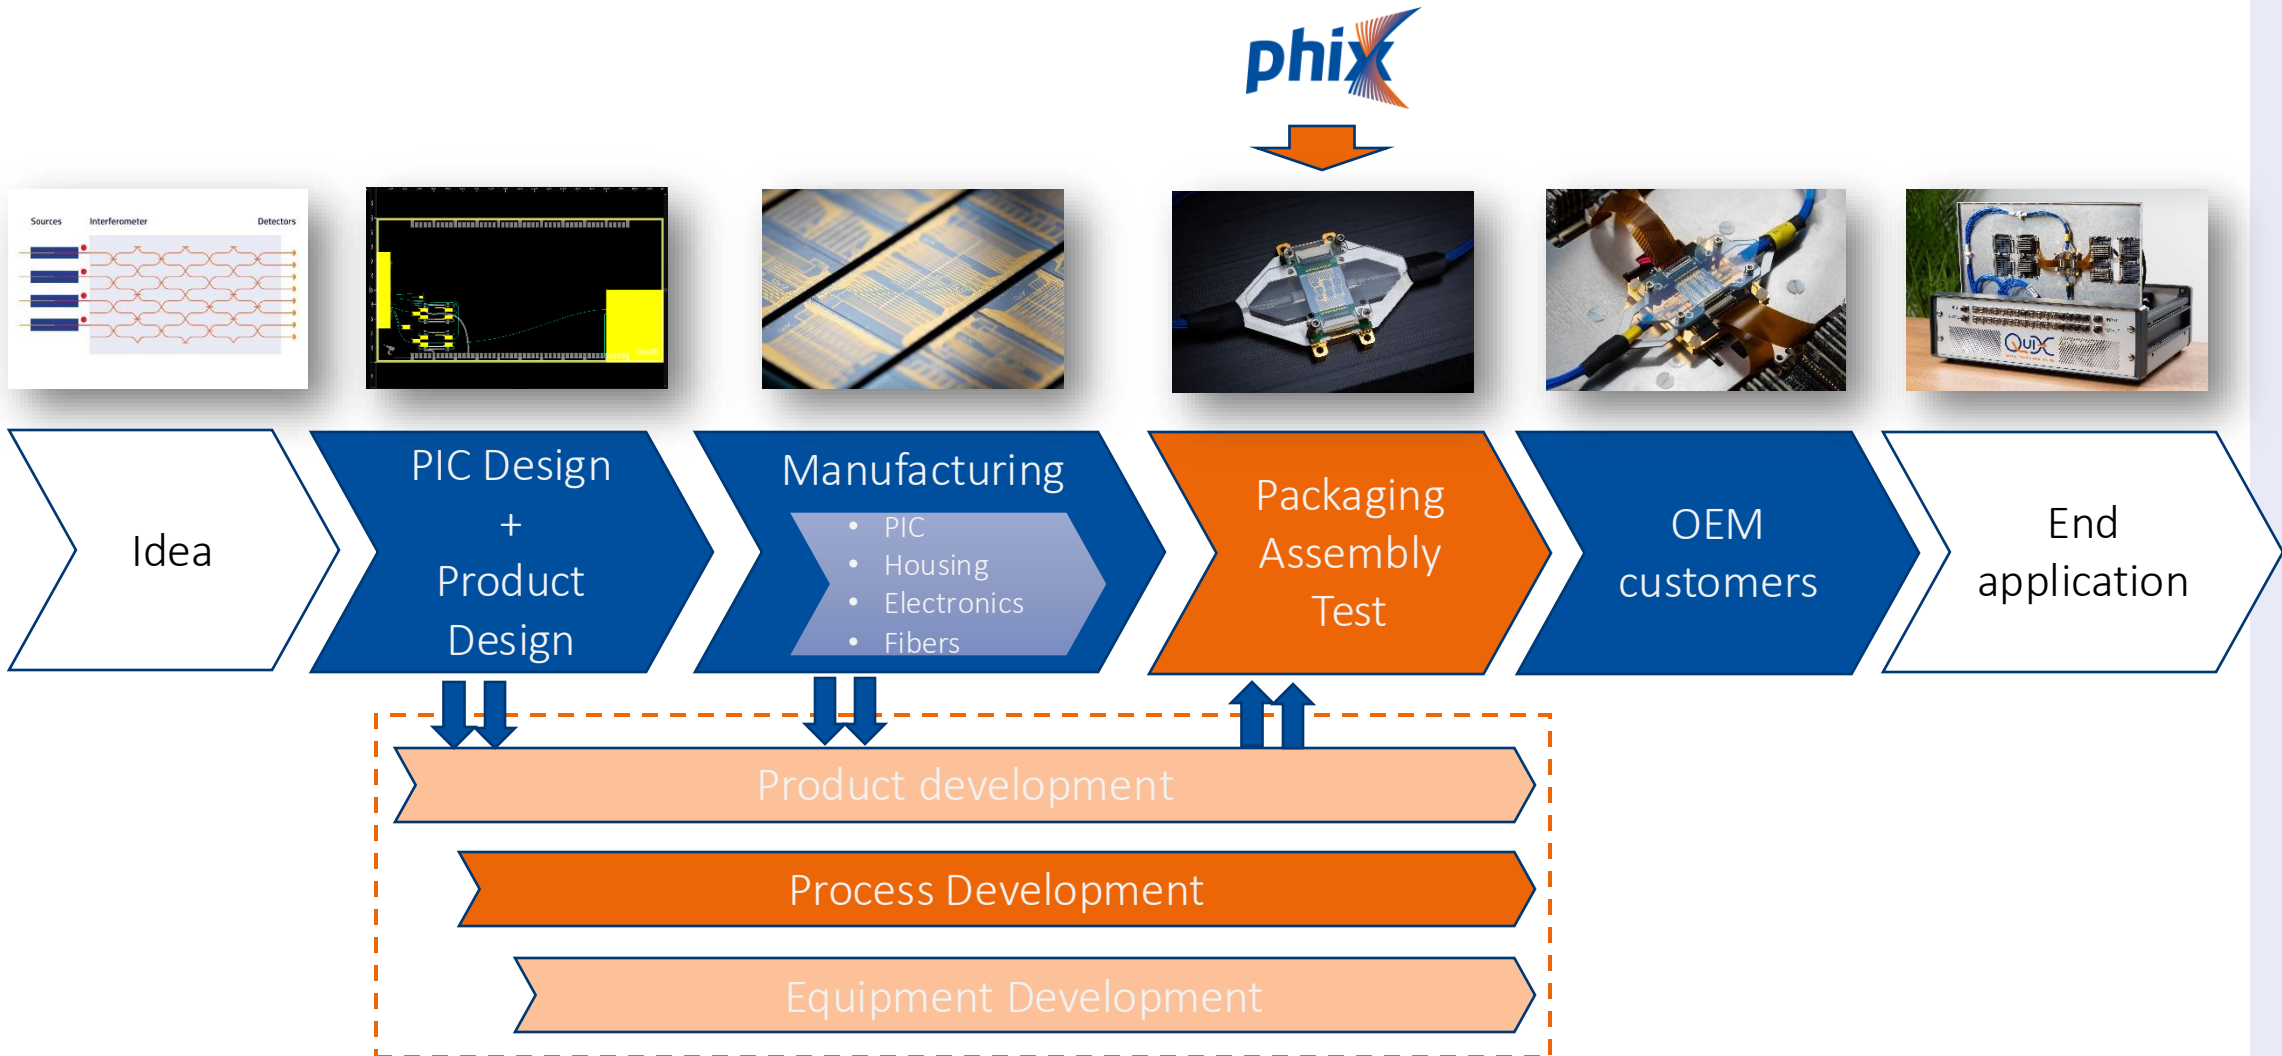 phix
Sources Interferometer Detectors
QuiX
Idea
PIC Design
+
Product
Design
Manufacturing
• PIC
• Housing
• Electronics
• Fibers
Packaging
Assembly
Test
OEM
customers
End
application
Product development
Process Development
Equipment Development